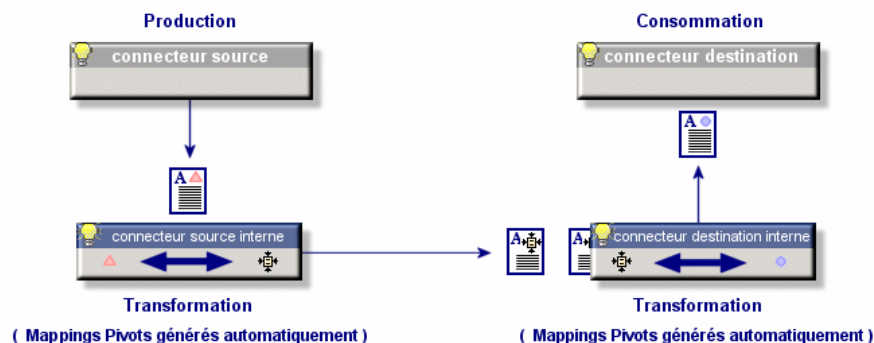 Production
Consommation
connecteur source
connecteur destination
A
A
connecteur source interne
A
A
connecteur destination interne
Transformation
Transformation
( Mappings Pivots générés automatiquement )
( Mappings Pivots générés automatiquement )